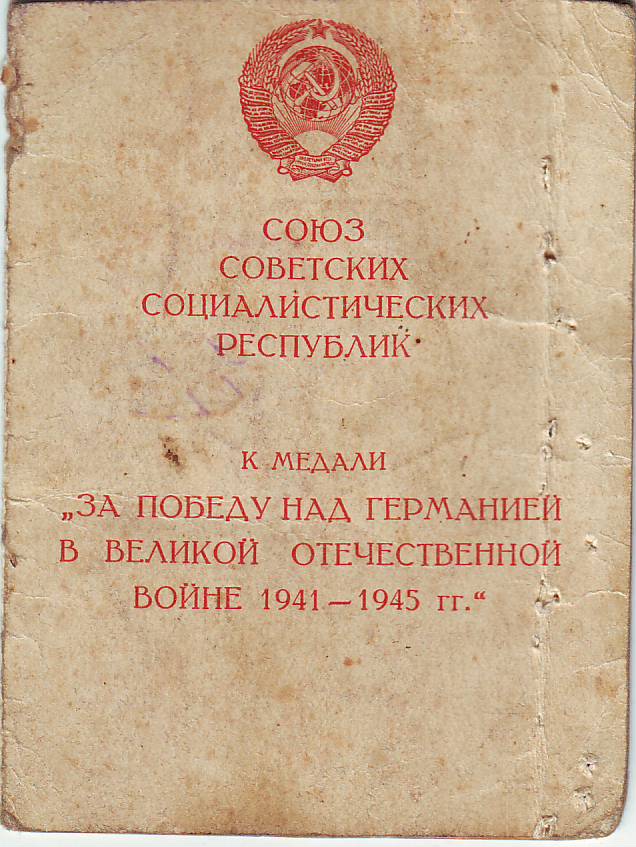 СОЮЗ
СОВЕТСКИХ
СОЦИАЛИСТИЧЕСКИХ
РЕСПУБЛИК
К МЕДАЛИ
„ЗА ПОБЕДУ НАД ГЕРМАНИЕЙ
В ВЕЛИКОЙ ОТЕЧЕСТВЕННОЙ
ВОЙНЕ 1941—1945 гг.“